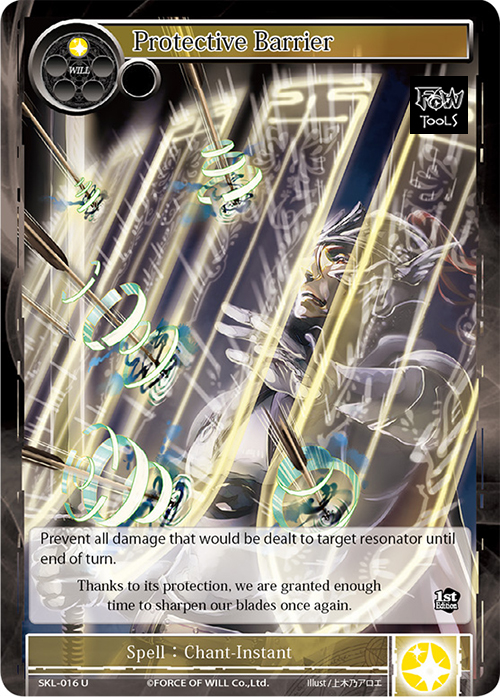 Protective Barrier
WILL
FOW
TOOLS
Prevent all damage that would be dealt to target resonator until
end of turn.
Thanks to its protection, we are granted enough
time to sharpen our blades once again.
1st
Edition
Spell : Chant-Instant
SKL-016 U ©FORCE OF WILL Co.,Ltd. Illust / 上木乃アロエ